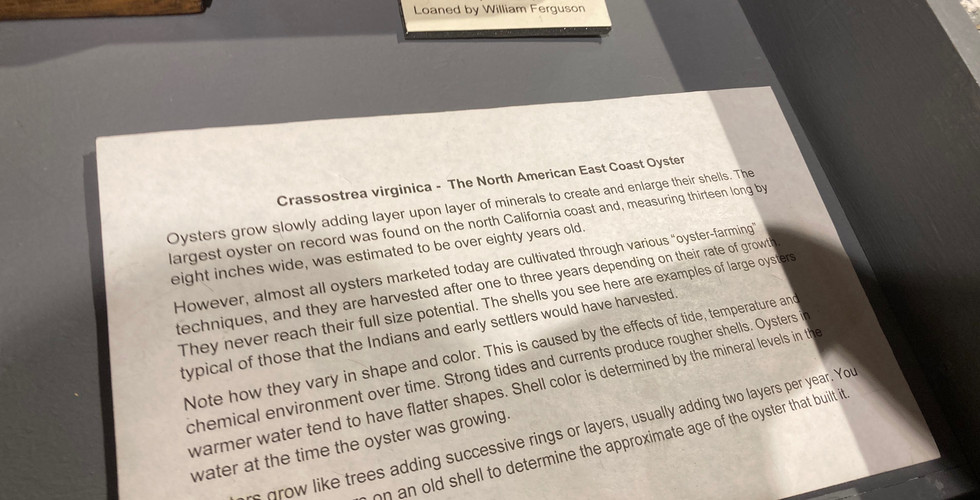 Loaned by William Ferguson
Crassostrea virginica - The North American East Coast Oyster
Oysters grow slowly adding layer upon layer of minerals to create and enlarge their shells. The
largest oyster on record was found on the north California coast and, measuring thirteen long by
eight inches wide, was estimated to be over eighty years old.
However, almost all oysters marketed today are cultivated through various “oyster-farming”
techniques, and they are harvested after one to three years depending on their rate of growth.
They never reach their full size potential. The shells you see here are examples of large oysters
typical of those that the Indians and early settlers would have harvested.
Note how they vary in shape and color. This is caused by the effects of tide, temperature and
chemical environment over time. Strong tides and currents produce rougher shells. Oysters in
warmer water tend to have flatter shapes. Shell color is determined by the mineral levels in the
water at the time the oyster was growing.
grow like trees adding successive rings or layers, usually adding two layers per year. You
on an old shell to determine the approximate age of the oyster that built it.